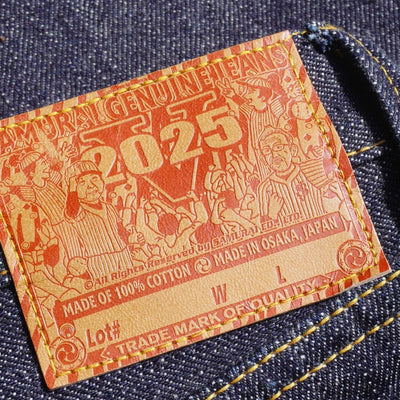 SAMURAI GENUINE JEANS
V
2025
©All Rights Reserved by SAMURAI CO.,LTD.
MADE OF 100% COTTON MADE IN OSAKA, JAPAN
Lot# W L
TRADE MARK OF QUALITY